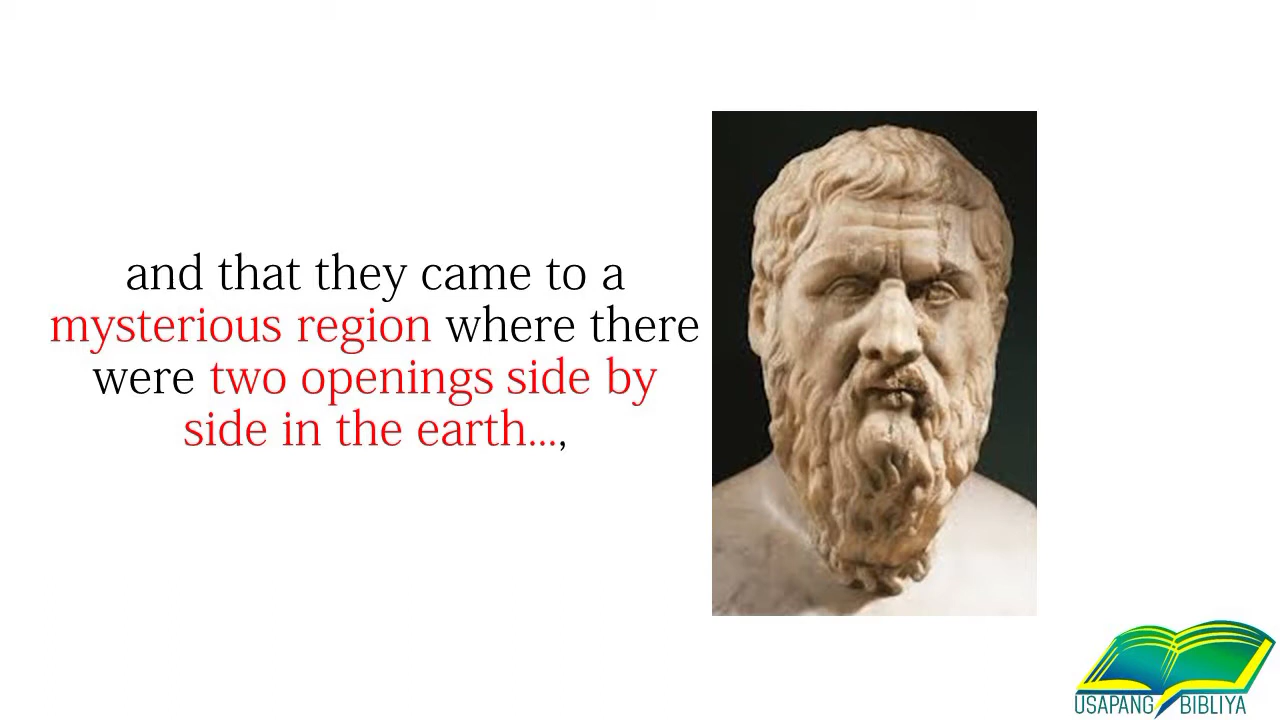 and that they came to a
mysterious region where there
were two openings side by
side in the earth...,
USAPANG BIBLIYA